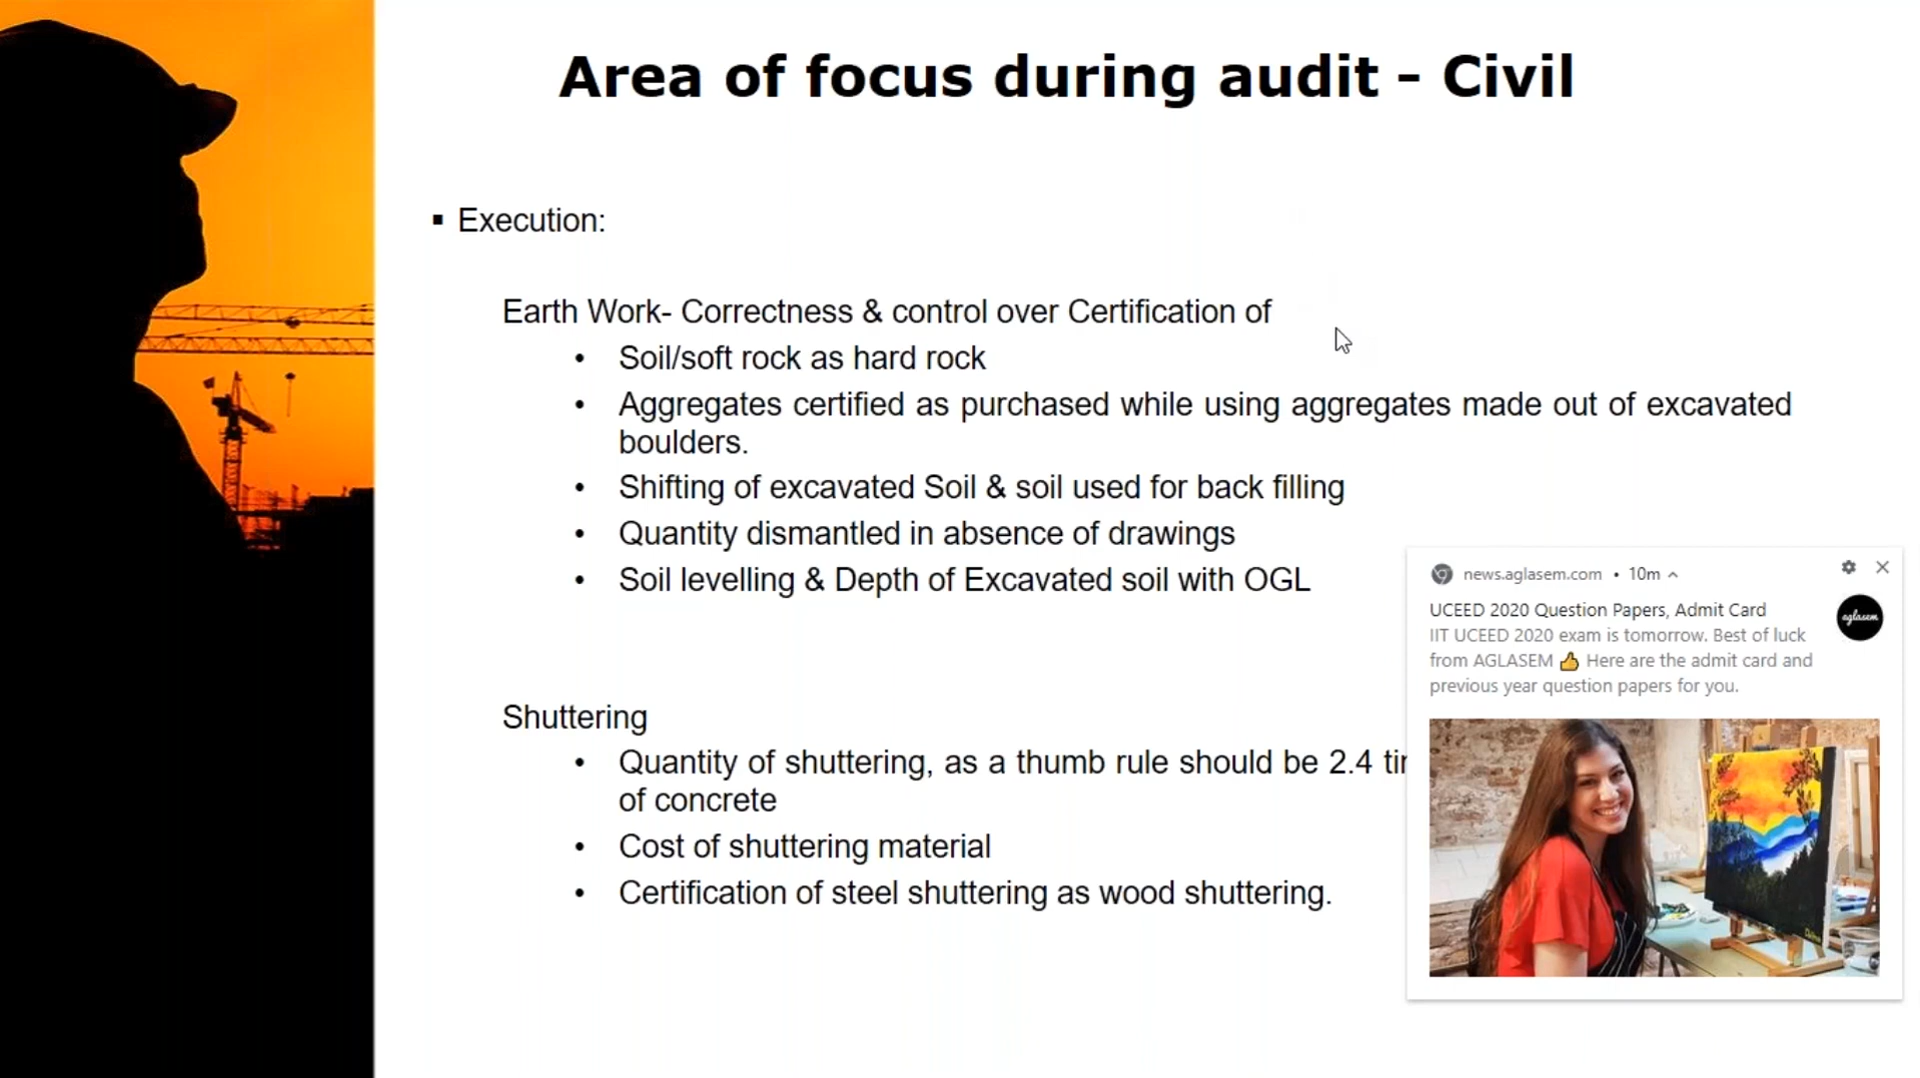 Area of focus during audit – Civil
▪ Execution:
Earth Work- Correctness & control over Certification of
• Soil/soft rock as hard rock
• Aggregates certified as purchased while using aggregates made out of excavated
boulders.
• Shifting of excavated Soil & soil used for back filling
• Quantity dismantled in absence of drawings
• Soil levelling & Depth of Excavated soil with OGL
Shuttering
• Quantity of shuttering, as a thumb rule should be 2.4
of concrete
• Cost of shuttering material
• Certification of steel shuttering as wood shuttering.
news.aglasem.com • 10m
UCEED 2020 Question Papers, Admit Card
IIT UCEED 2020 exam is tomorrow. Best of luck
from AGLASEM 👍 Here are the admit card and
previous year question papers for you.
aglasem